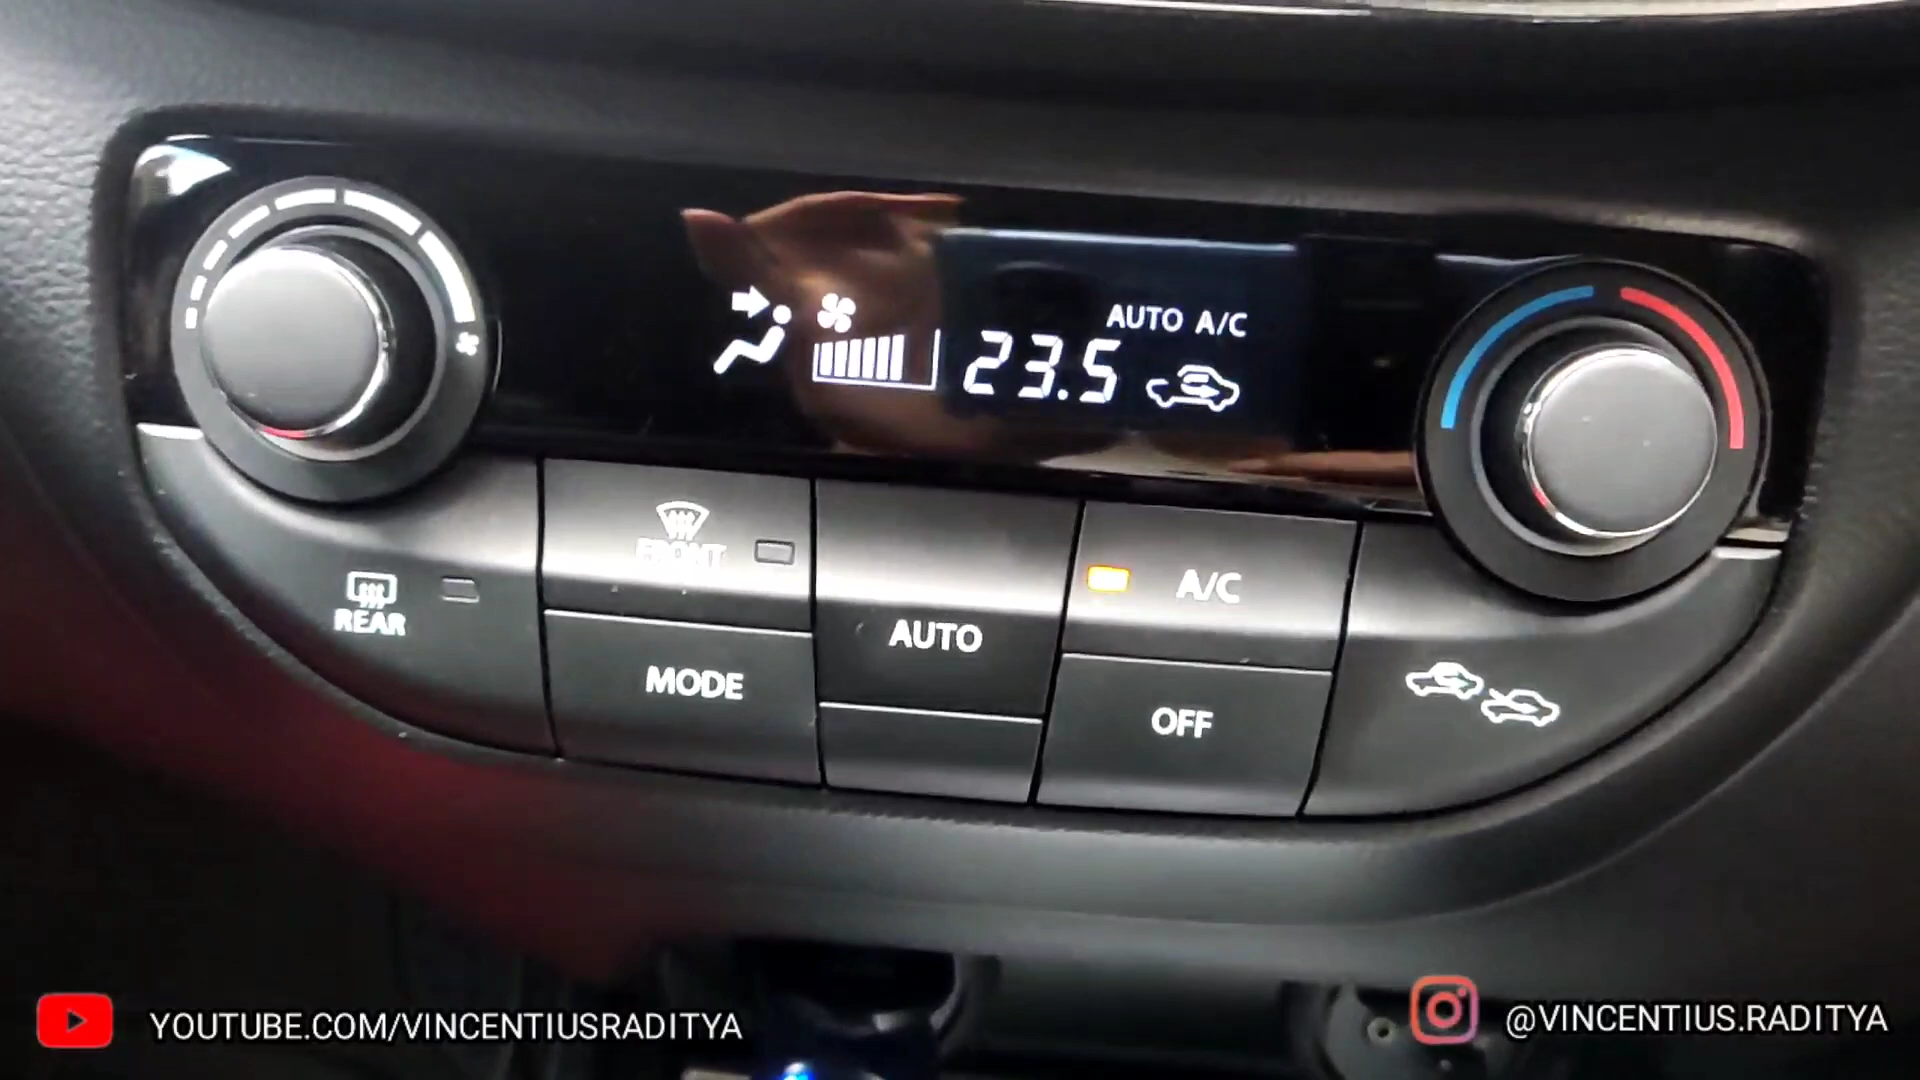 AUTO A/C
23.5
FRONT
REAR
A/C
AUTO
MODE
OFF
YOUTUBE.COM/VINCENTIUSRADITYA
@VINCENTIUS.RADITYA